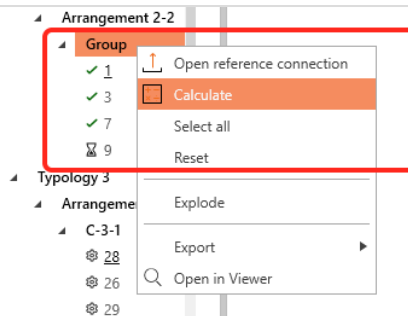 Arrangement 2-2
Group
1
Open reference connection
3
Calculate
7
Select all
9
Reset
Typology 3
Arrangeme
Explode
C-3-1
28
Export
26
Open in Viewer
29